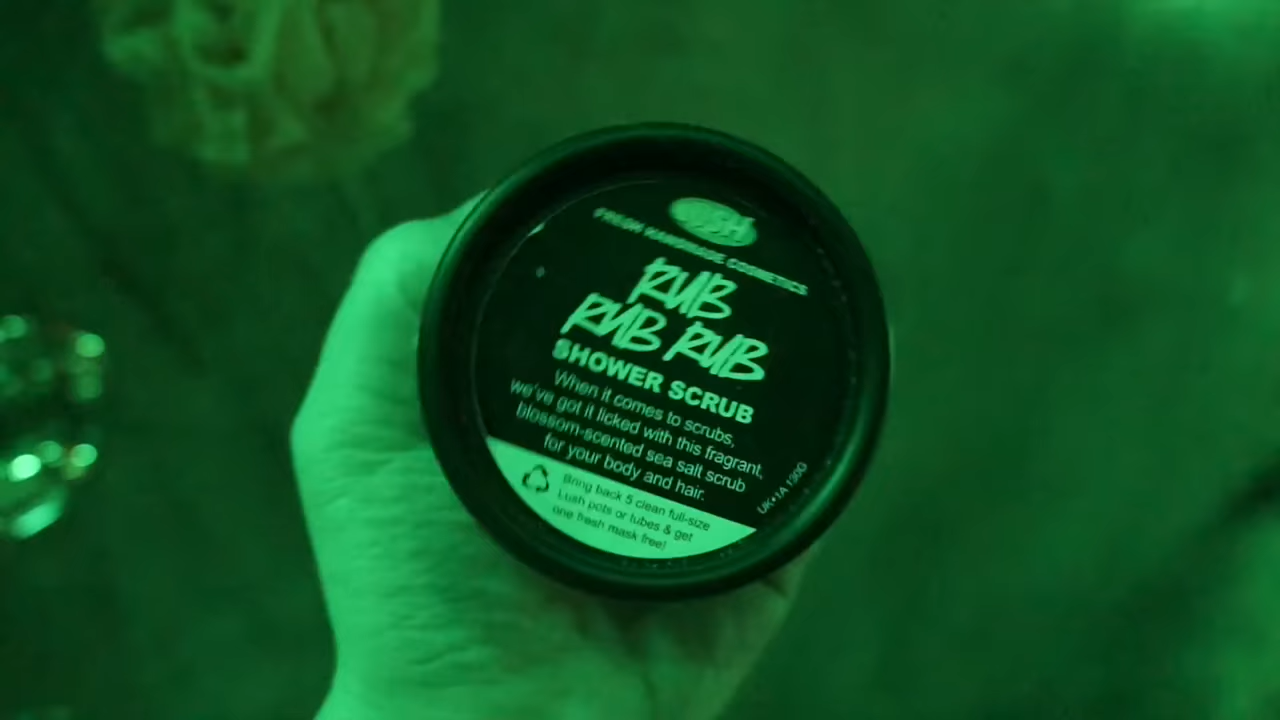 LUSH
FRESH HANDMADE COSMETICS
RUB
RUB RUB
SHOWER SCRUB
When it comes to scrubs,
we've got it licked with this fragrant,
blossom-scented sea salt scrub
for your body and hair.
Bring back 5 clean full-size
Lush pots or tubes & get
one fresh mask free!
UK•1A 130G